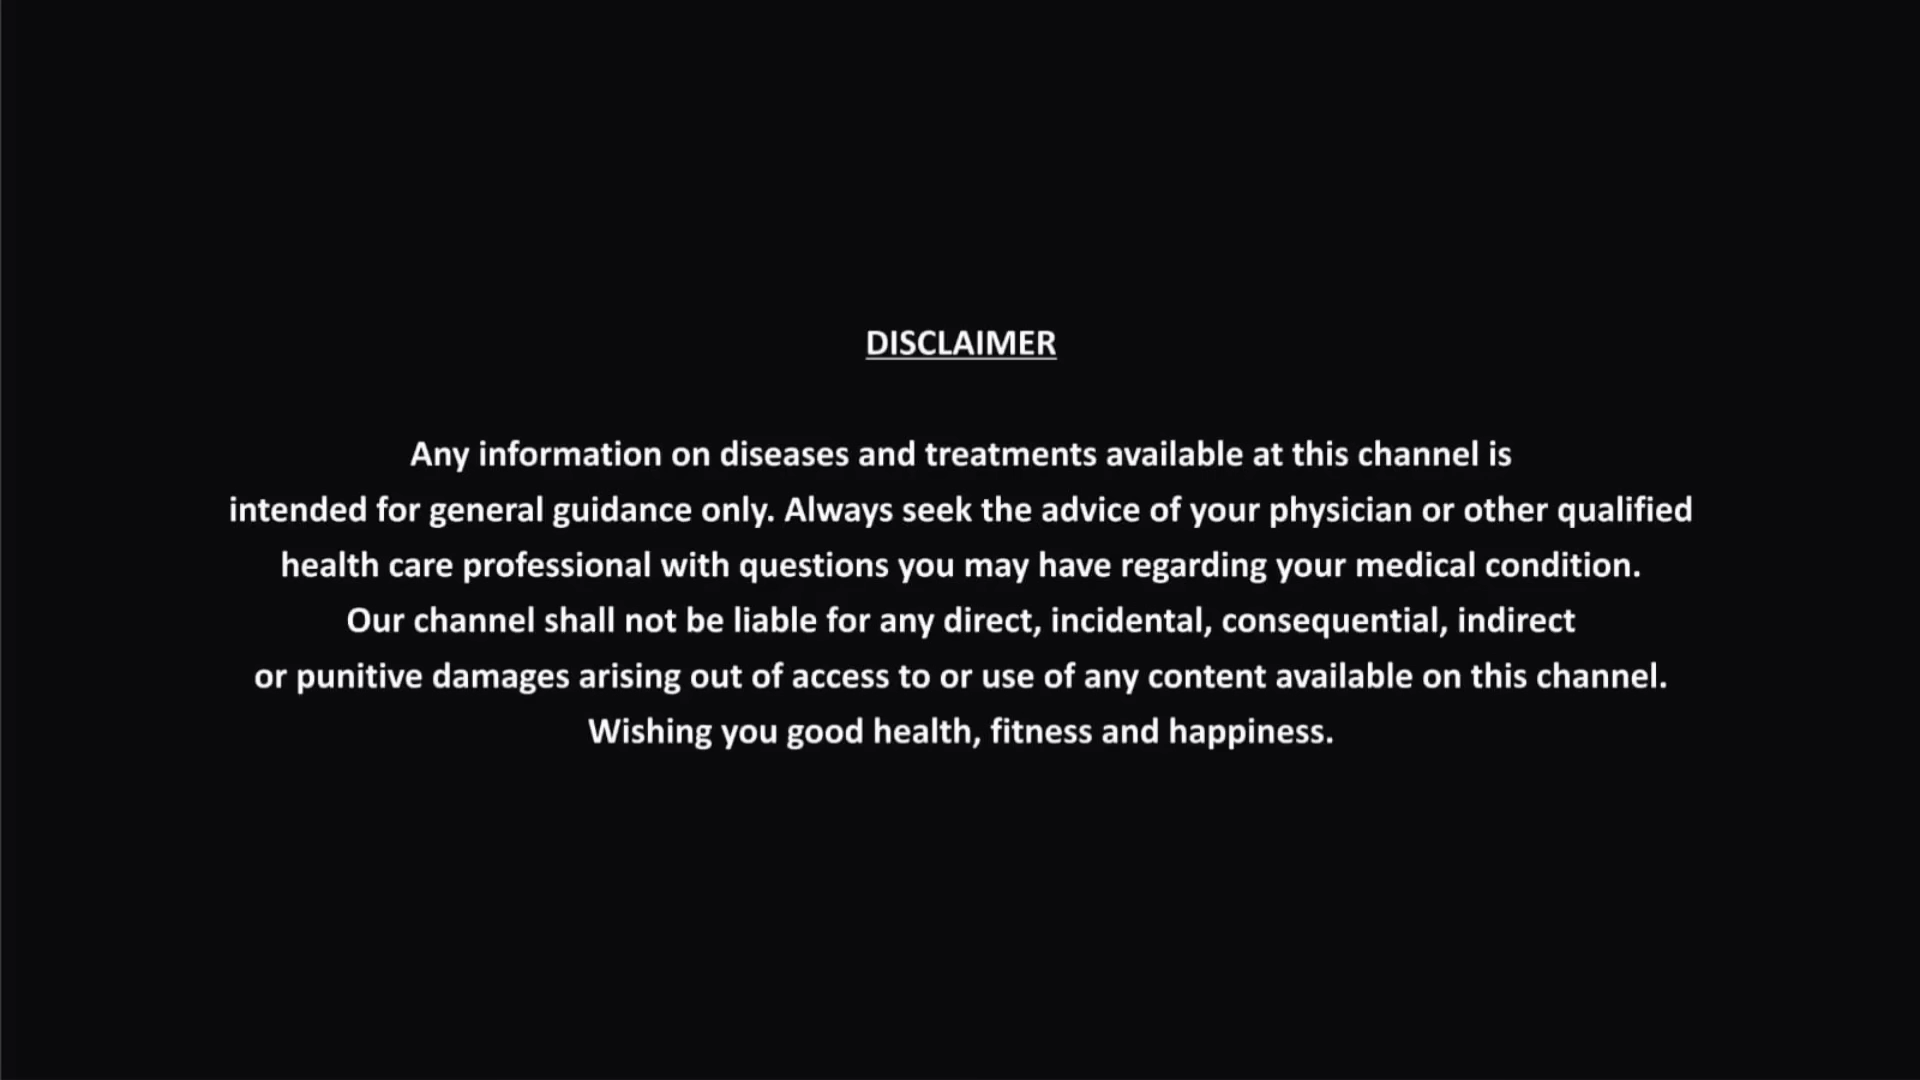 DISCLAIMER
Any information on diseases and treatments available at this channel is
intended for general guidance only. Always seek the advice of your physician or other qualified
health care professional with questions you may have regarding your medical condition.
Our channel shall not be liable for any direct, incidental, consequential, indirect
or punitive damages arising out of access to or use of any content available on this channel.
Wishing you good health, fitness and happiness.